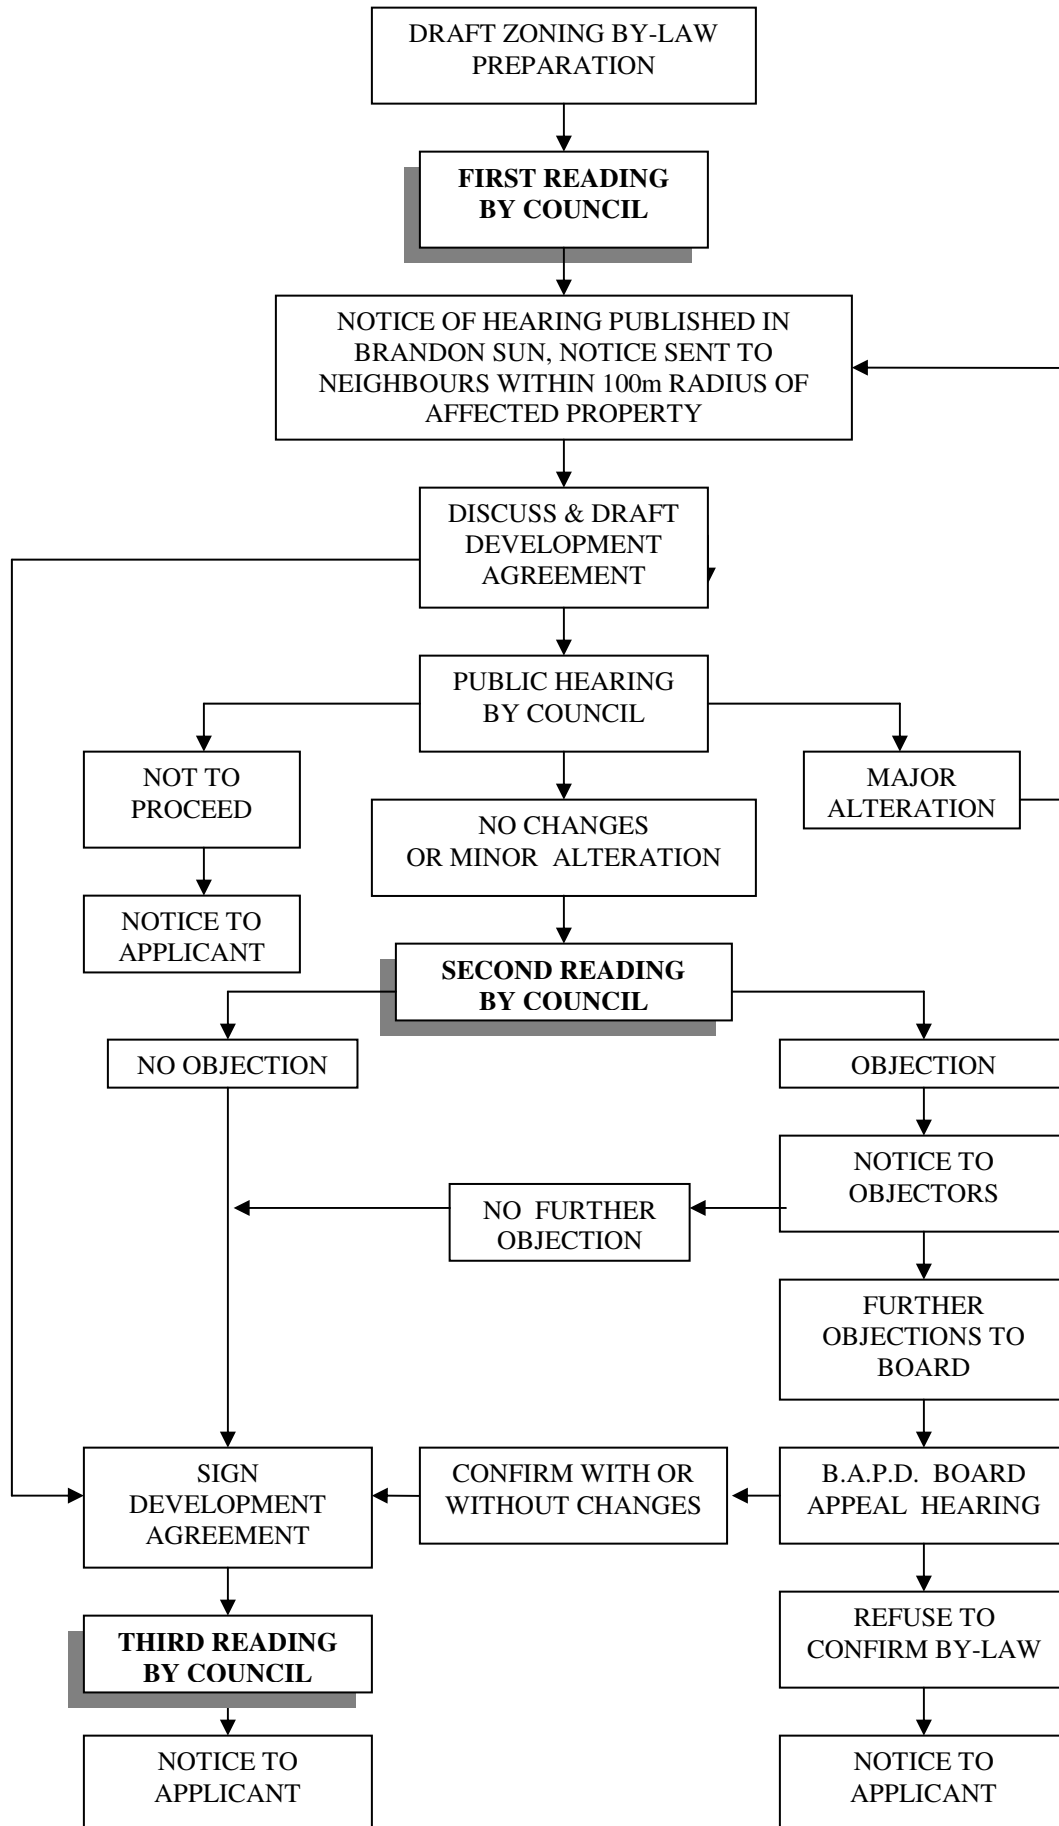 DRAFT ZONING BY-LAW
PREPARATION
FIRST READING
BY COUNCIL
NOTICE OF HEARING PUBLISHED IN
BRANDON SUN, NOTICE SENT TO
NEIGHBOURS WITHIN 100m RADIUS OF
AFFECTED PROPERTY
DISCUSS & DRAFT
DEVELOPMENT
AGREEMENT
PUBLIC HEARING
BY COUNCIL
NOT TO
PROCEED
NO CHANGES
OR MINOR ALTERATION
MAJOR
ALTERATION
NOTICE TO
APPLICANT
SECOND READING
BY COUNCIL
NO OBJECTION
OBJECTION
NOTICE TO
OBJECTORS
NO FURTHER
OBJECTION
FURTHER
OBJECTIONS TO
BOARD
SIGN
DEVELOPMENT
AGREEMENT
CONFIRM WITH OR
WITHOUT CHANGES
B.A.P.D. BOARD
APPEAL HEARING
THIRD READING
BY COUNCIL
REFUSE TO
CONFIRM BY-LAW
NOTICE TO
APPLICANT
NOTICE TO
APPLICANT